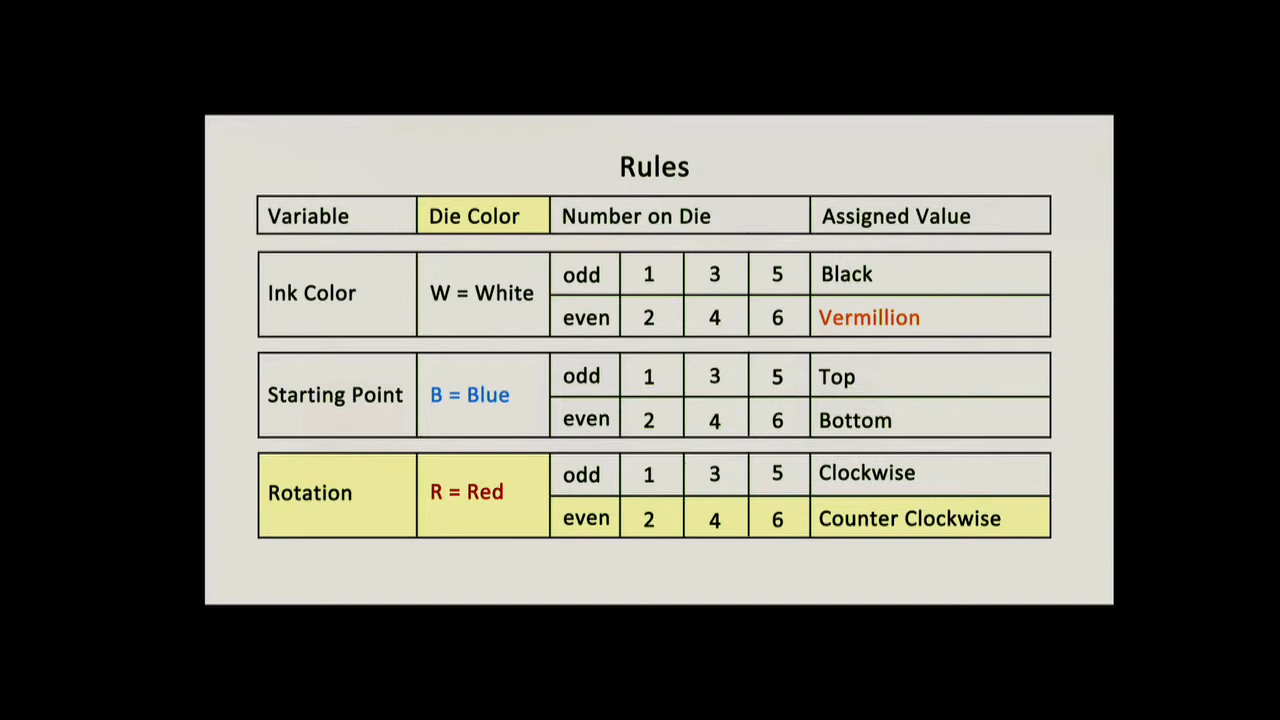 Rules
Variable Die Color Number on Die Assigned Value
odd 1 3 5 Black
Ink Color W = White
even 2 4 6 Vermillion
odd 1 3 5 Top
Starting Point B = Blue
even 2 4 6 Bottom
odd 1 3 5 Clockwise
Rotation R = Red
even 2 4 6 Counter Clockwise